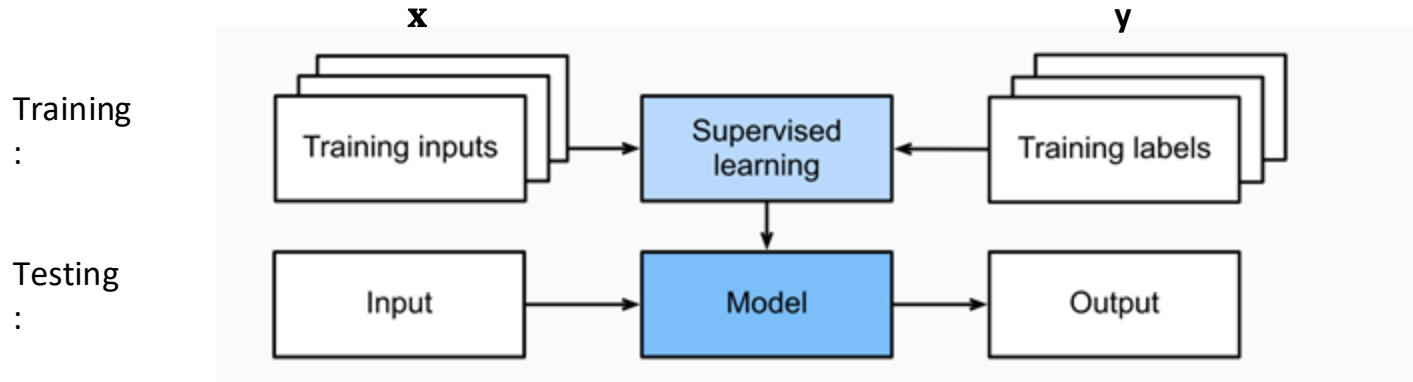 x
y
Training
:
Training inputs
Supervised
learning
Training labels
Testing
:
Input
Model
Output